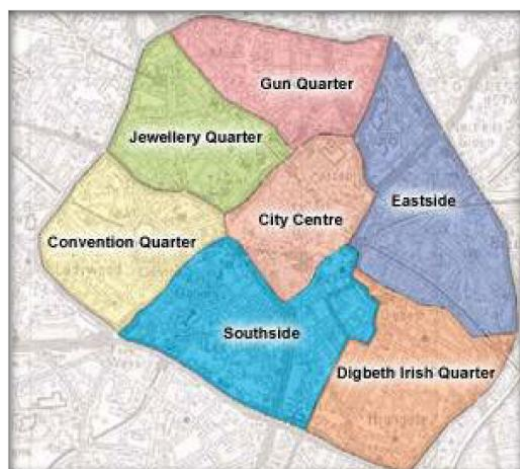 Gun Quarter
Jewellery Quarter
Eastside
City Centre
Convention Quarter
Southside
Digbeth Irish Quarter